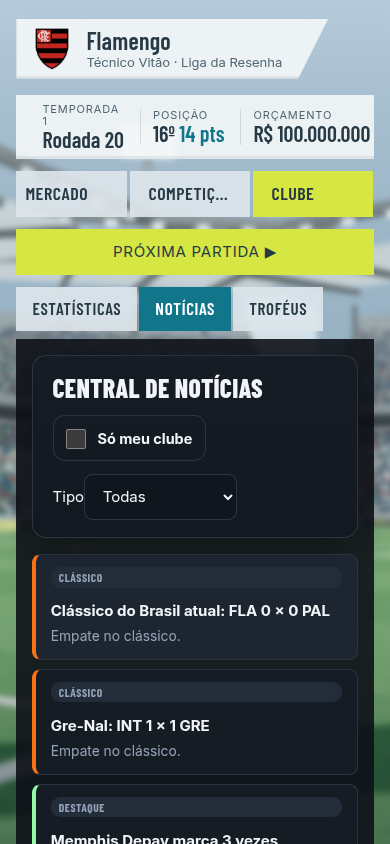 Flamengo
Técnico Vitão · Liga da Resenha
TEMPORADA
1
Rodada 20
POSIÇÃO
16º 14 pts
ORÇAMENTO
R$ 100.000.000
MERCADO
COMPETIÇ...
CLUBE
PRÓXIMA PARTIDA ▶
ESTATÍSTICAS
NOTÍCIAS
TROFÉUS
CENTRAL DE NOTÍCIAS
Só meu clube
Tipo Todas
CLÁSSICO
Clássico do Brasil atual: FLA 0 × 0 PAL
Empate no clássico.
CLÁSSICO
Gre-Nal: INT 1 × 1 GRE
Empate no clássico.
DESTAQUE
Memphis Depay marca 3 vezes